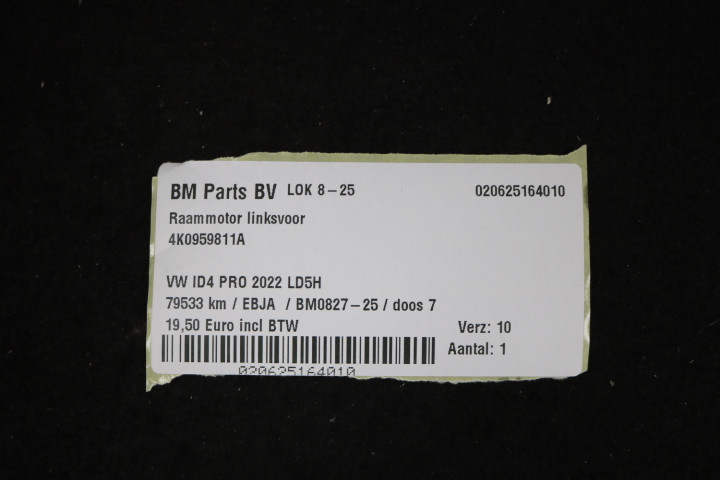 BM Parts BV LOK 8-25 020625164010
Raammotor linksvoor
4K0959811A
VW ID4 PRO 2022 LD5H
79533 km / EBJA / BM0827-25 / doos 7
19,50 Euro incl BTW Verz: 10
Aantal: 1
020625164010